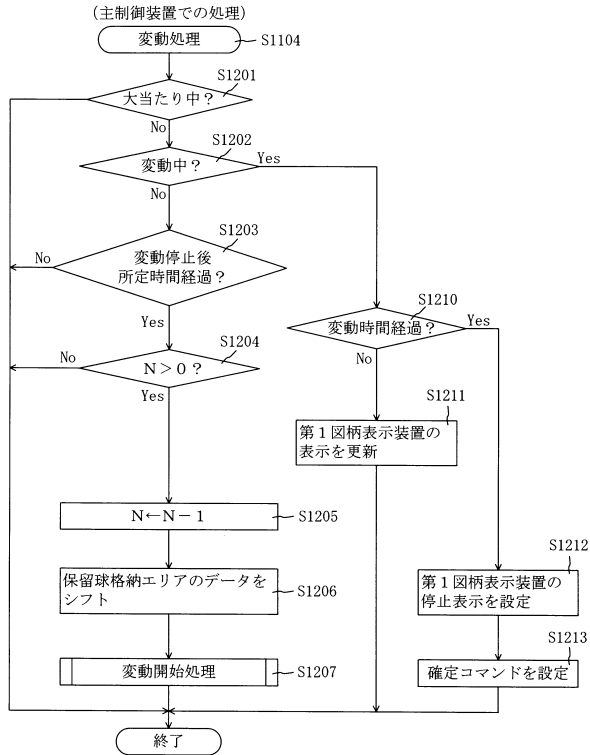 (主制御装置での処理)
変動処理
S1104
S1201
大当たり中？
No
S1202
変動中？
Yes
No
S1203
変動停止後
所定時間経過？
No
Yes
S1210
変動時間経過？
Yes
No
S1204
N＞０？
No
Yes
S1211
第１図柄表示装置の
表示を更新
N←N－１
S1205
保留球格納エリアのデータを
シフト
S1206
S1212
第１図柄表示装置の
停止表示を設定
変動開始処理
S1207
S1213
確定コマンドを設定
終了